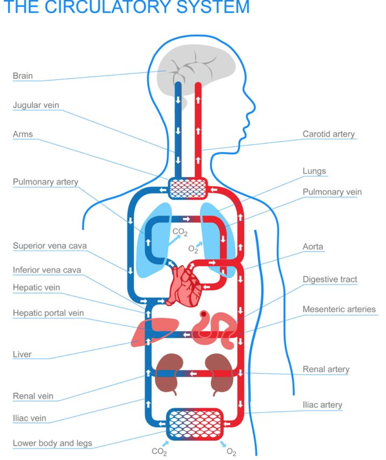 THE CIRCULATORY SYSTEM
Brain
Jugular vein
Arms
Carotid artery
Lungs
Pulmonary artery
Pulmonary vein
CO2
O2
Superior vena cava
Aorta
Inferior vena cava
Digestive tract
Hepatic vein
Mesenteric arteries
Hepatic portal vein
Liver
Renal artery
Renal vein
Iliac artery
Iliac vein
Lower body and legs
CO2
O2